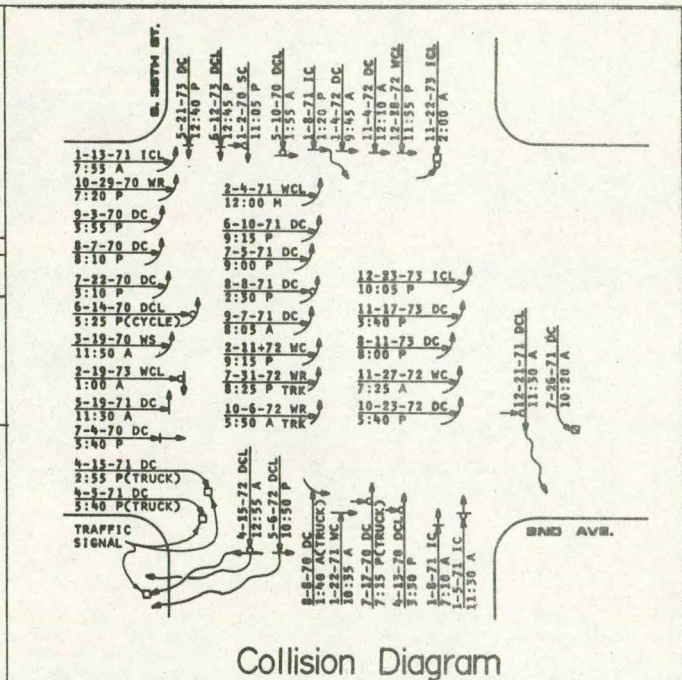 S. 38TH ST.
5-21-73 DC
12:40 P
6-12-73 DCL
12:45 P
1-2-70 SC
11:05 P
5-10-70 DCL
1:55 A
1-8-71 IC
1:20 P
1-4-72 DC
9:45 A
11-4-72 DC
12:10 A
12-28-72 WCL
11:55 P
11-22-73 ICL
2:00 A
1-13-71 ICL
7:55 A
10-29-70 WR
7:20 P
9-3-70 DC
3:55 P
8-7-70 DC
8:10 P
7-22-70 DC
3:10 P
6-14-70 DCL
5:25 P(CYCLE)
3-19-70 WS
11:50 A
2-19-73 WCL
1:00 A
5-19-71 DC
11:30 A
7-4-70 DC
5:40 P
4-15-71 DC
2:55 P(TRUCK)
4-5-71 DC
5:40 P(TRUCK)
TRAFFIC
SIGNAL
2-4-71 WCL
12:00 M
6-10-71 DC
9:15 P
7-5-71 DC
9:00 P
8-8-71 DC
2:30 P
9-7-71 DC
8:05 A
2-11-72 WC
9:15 P
7-31-72 WR
8:25 P TRK
10-6-72 WR
5:50 A TRK
12-23-73 ICL
10:05 P
11-17-73 DC
3:40 P
8-11-73 DC
8:00 P
11-27-72 WC
7:25 A
10-23-72 DC
5:40 P
12-21-71 DCL
11:30 A
7-26-71 DC
10:20 A
4-15-72 DCL
12:55 A
5-6-72 DCL
10:50 P
8-8-70 DC
1:40 A(TRUCK)
1-22-71 WC
10:35 A
7-17-70 DC
7:15 P(TRUCK)
4-13-70 DCL
3:30 P
1-8-71 IC
7:10 A
1-5-71 IC
11:30 A
2ND AVE.
Collision Diagram